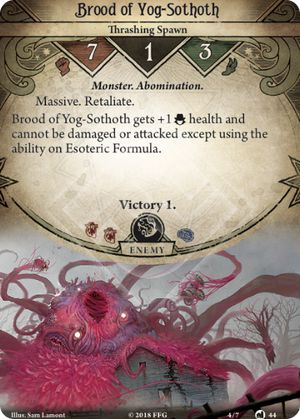 Brood of Yog-Sothoth
Thrashing Spawn
7 1 3
Monster. Abomination.
Massive. Retaliate.
Brood of Yog-Sothoth gets +1 health and
cannot be damaged or attacked except using the
ability on Esoteric Formula.
Victory 1.
ENEMY
Illus. Sam Lamont © 2018 FFG 4/7 44